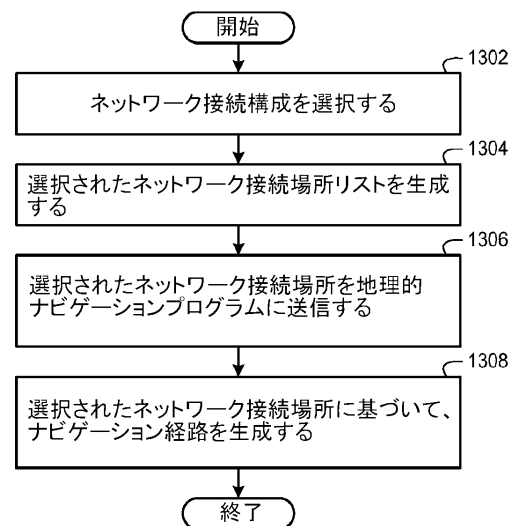 開始
1302
ネットワーク接続構成を選択する
1304
選択されたネットワーク接続場所リストを生成
する
1306
選択されたネットワーク接続場所を地理的
ナビゲーションプログラムに送信する
1308
選択されたネットワーク接続場所に基づいて、
ナビゲーション経路を生成する
終了